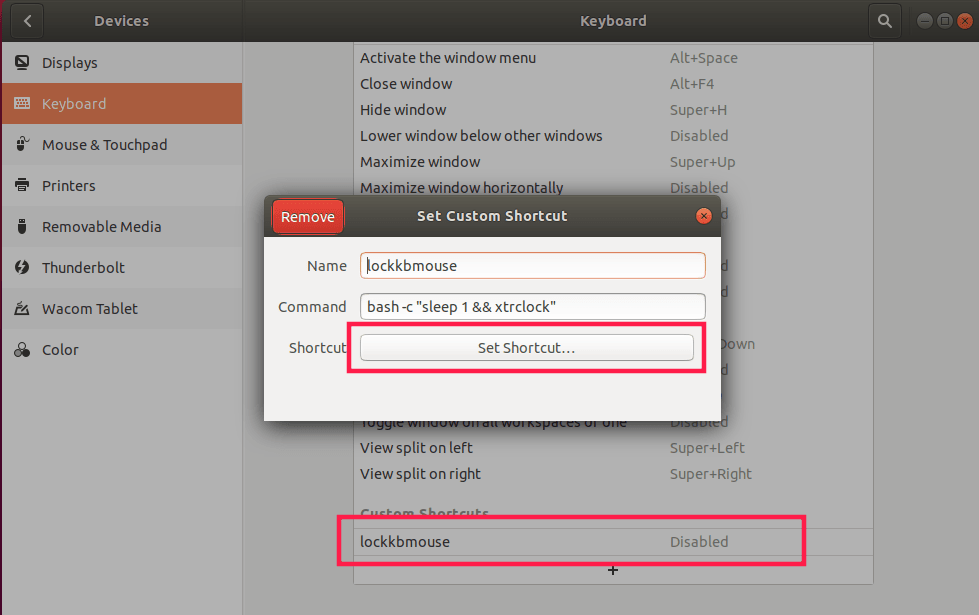 Devices
Keyboard
Displays
Keyboard
Mouse & Touchpad
Printers
Removable Media
Thunderbolt
Wacom Tablet
Color
Activate the window menu Alt+Space
Close window Alt+F4
Hide window Super+H
Lower window below other windows Disabled
Maximize window Super+Up
Maximize window horizontally Disabled
Remove
Set Custom Shortcut
Name lockkbmouse
Command bash -c "sleep 1 && xtrclock"
Shortcut Set Shortcut...
Down
Toggle window on all workspaces or one Disabled
View split on left Super+Left
View split on right Super+Right
Custom Shortcuts
lockkbmouse Disabled
+